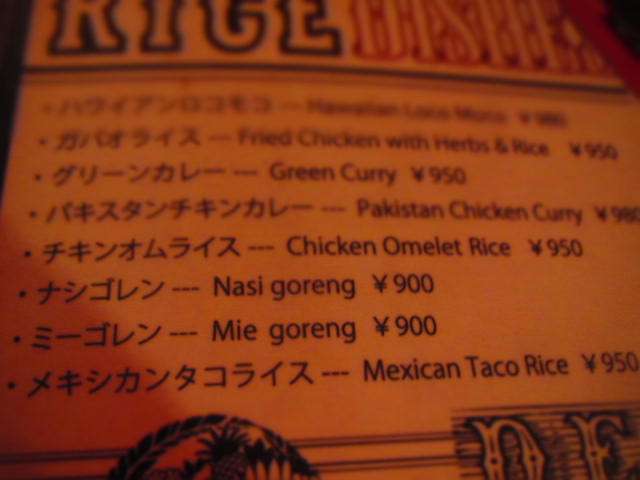 RICE DISHES
・ハワイアンロコモコ --- Hawaiian Loco Moco ￥980
・ガパオライス --- Fried Chicken with Herbs & Rice ￥950
・グリーンカレー --- Green Curry ￥950
・パキスタンチキンカレー --- Pakistan Chicken Curry ￥980
・チキンオムライス --- Chicken Omelet Rice ￥950
・ナシゴレン --- Nasi goreng ￥900
・ミーゴレン --- Mie goreng ￥900
・メキシカンタコライス --- Mexican Taco Rice ￥950